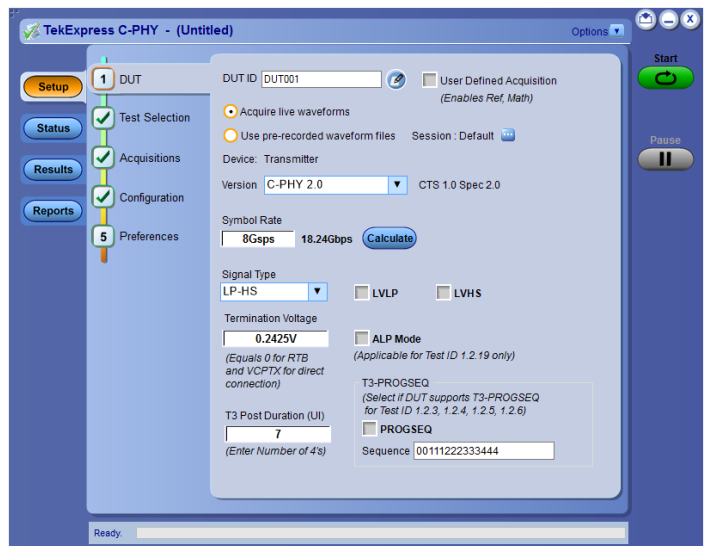 TekExpress C-PHY - (Untitled)
Options
Start
Pause
Setup
Status
Results
Reports
1 DUT
Test Selection
Acquisitions
Configuration
5 Preferences
DUT ID DUT001
User Defined Acquisition
(Enables Ref, Math)
Acquire live waveforms
Use pre-recorded waveform files Session : Default
Device: Transmitter
Version C-PHY 2.0 CTS 1.0 Spec 2.0
Symbol Rate
8Gsps 18.24Gbps Calculate
Signal Type
LP-HS LVLP LVHS
Termination Voltage
0.2425V
(Equals 0 for RTB
and VCPTX for direct
connection)
ALP Mode
(Applicable for Test ID 1.2.19 only)
T3 Post Duration (UI)
7
(Enter Number of 4's)
T3-PROGSEQ
(Select if DUT supports T3-PROGSEQ
for Test ID 1.2.3, 1.2.4, 1.2.5, 1.2.6)
PROGSEQ
Sequence 00111222333444
Ready.